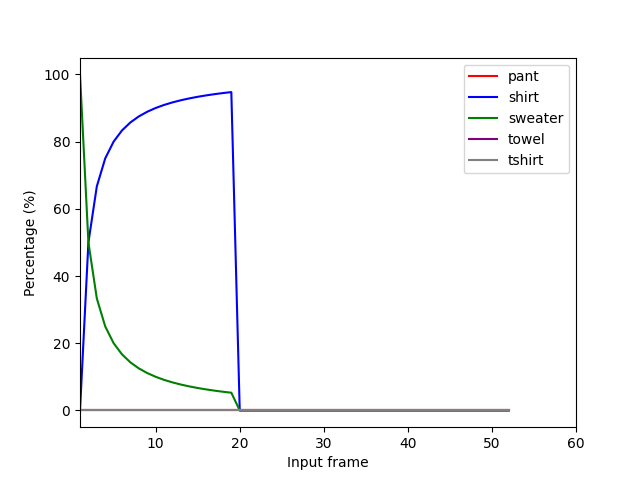 100
80
60
40
20
0
Percentage (%)
10 20 30 40 50 60
Input frame
pant
shirt
sweater
towel
tshirt